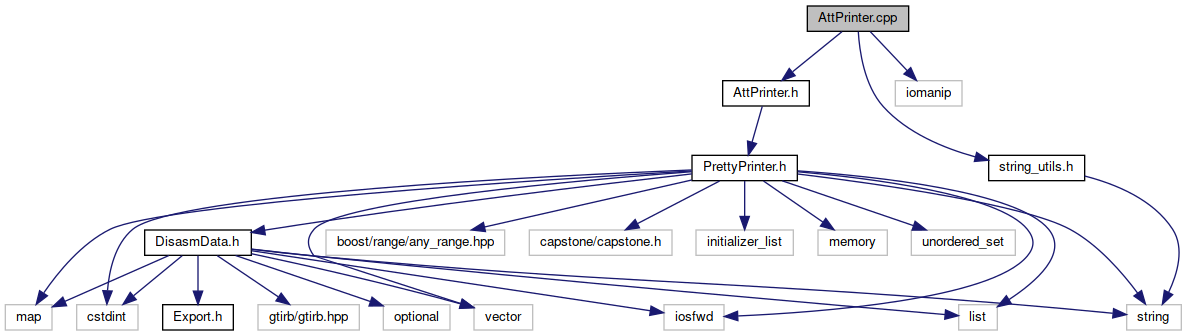 AttPrinter.cpp
AttPrinter.h
iomanip
PrettyPrinter.h
string_utils.h
DisasmData.h
boost/range/any_range.hpp
capstone/capstone.h
initializer_list
memory
unordered_set
map
cstdint
Export.h
gtirb/gtirb.hpp
optional
vector
iosfwd
list
string